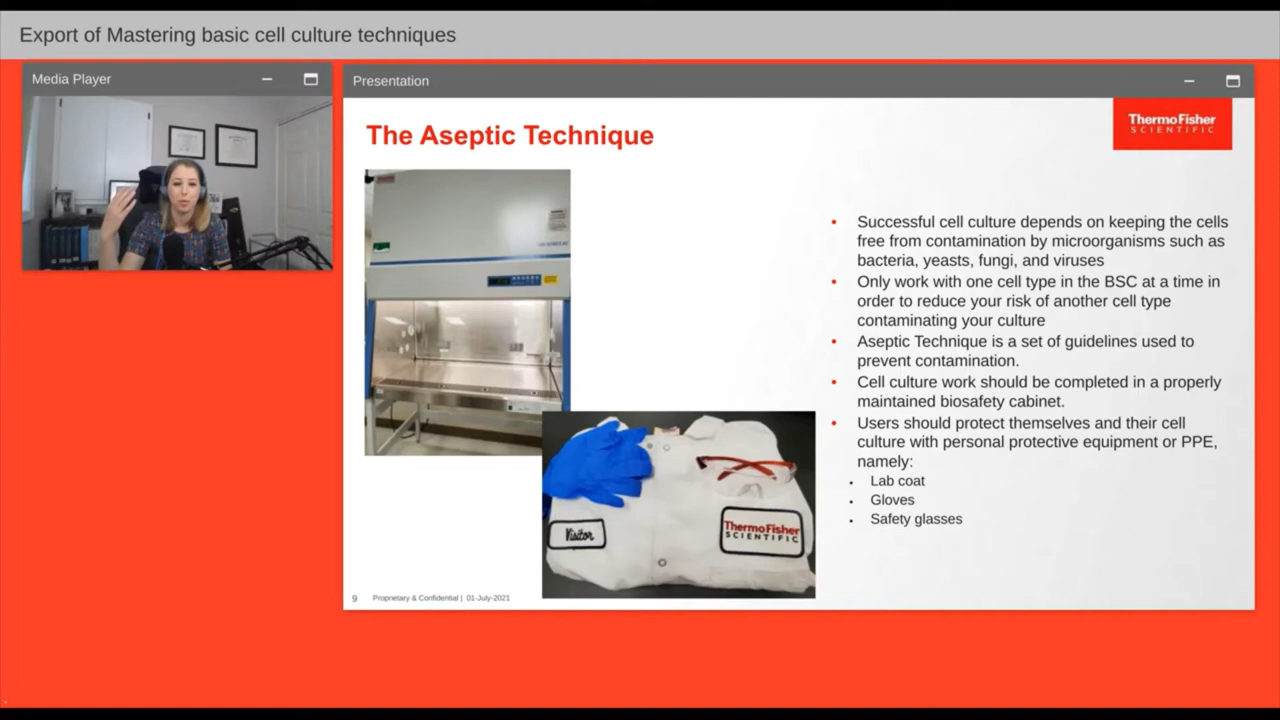 Export of Mastering basic cell culture techniques
Media Player
Presentation
The Aseptic Technique
ThermoFisher
SCIENTIFIC
• Successful cell culture depends on keeping the cells
free from contamination by microorganisms such as
bacteria, yeasts, fungi, and viruses
• Only work with one cell type in the BSC at a time in
order to reduce your risk of another cell type
contaminating your culture
• Aseptic Technique is a set of guidelines used to
prevent contamination.
• Cell culture work should be completed in a properly
maintained biosafety cabinet.
• Users should protect themselves and their cell
culture with personal protective equipment or PPE,
namely:
• Lab coat
• Gloves
• Safety glasses
Visitor
ThermoFisher
SCIENTIFIC
9 Proprietary & Confidential | 01-July-2021